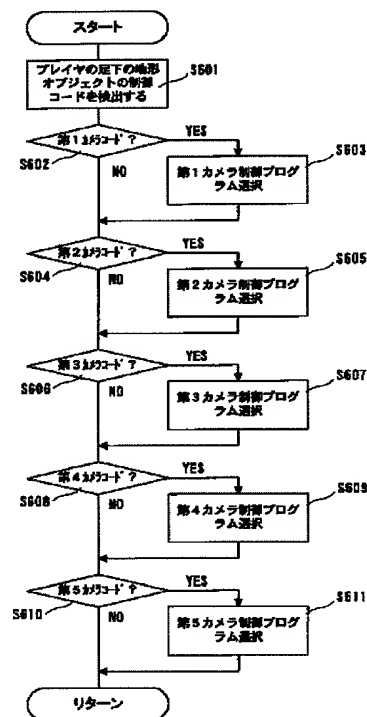 スタート
プレイヤの足下の地形
オブジェクトの制御
コードを検出する
S601
第1カメラコード?
YES
NO
S602
第1カメラ制御プログ
ラム選択
S603
第2カメラコード?
YES
NO
S604
第2カメラ制御プログ
ラム選択
S605
第3カメラコード?
YES
NO
S606
第3カメラ制御プログ
ラム選択
S607
第4カメラコード?
YES
NO
S608
第4カメラ制御プログ
ラム選択
S609
第5カメラコード?
YES
NO
S610
第5カメラ制御プログ
ラム選択
S611
リターン